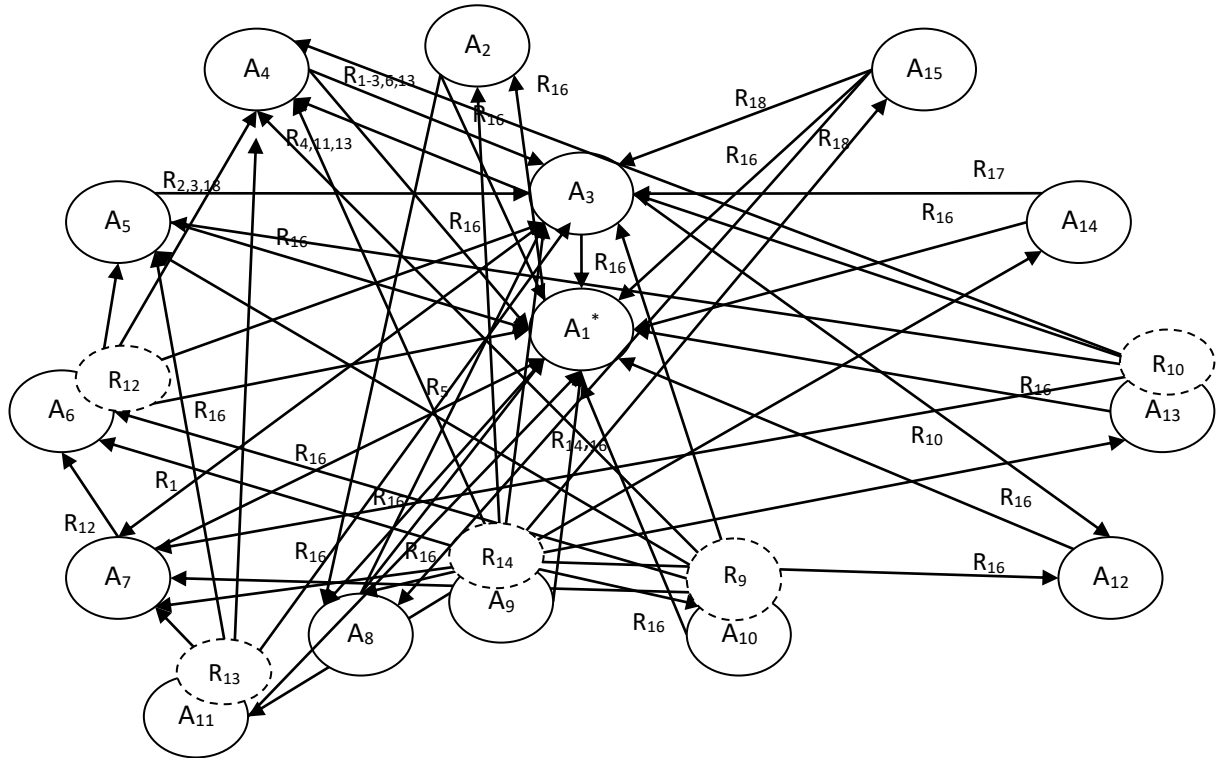 A2
A4
A15
R1-3,6,13
R16
R18
R16
R4,11,13
R18
R16
R17
R2,3,18
A3
A5
R16
A14
R16
R16
R16
A1*
R12
R10
R5
R16
A6
R16
A13
R14,16
R10
R16
R1
R16
R16
R12
R16
R16
R14
R16
A7
R9
A12
A9
R16
A8
A10
R13
A11